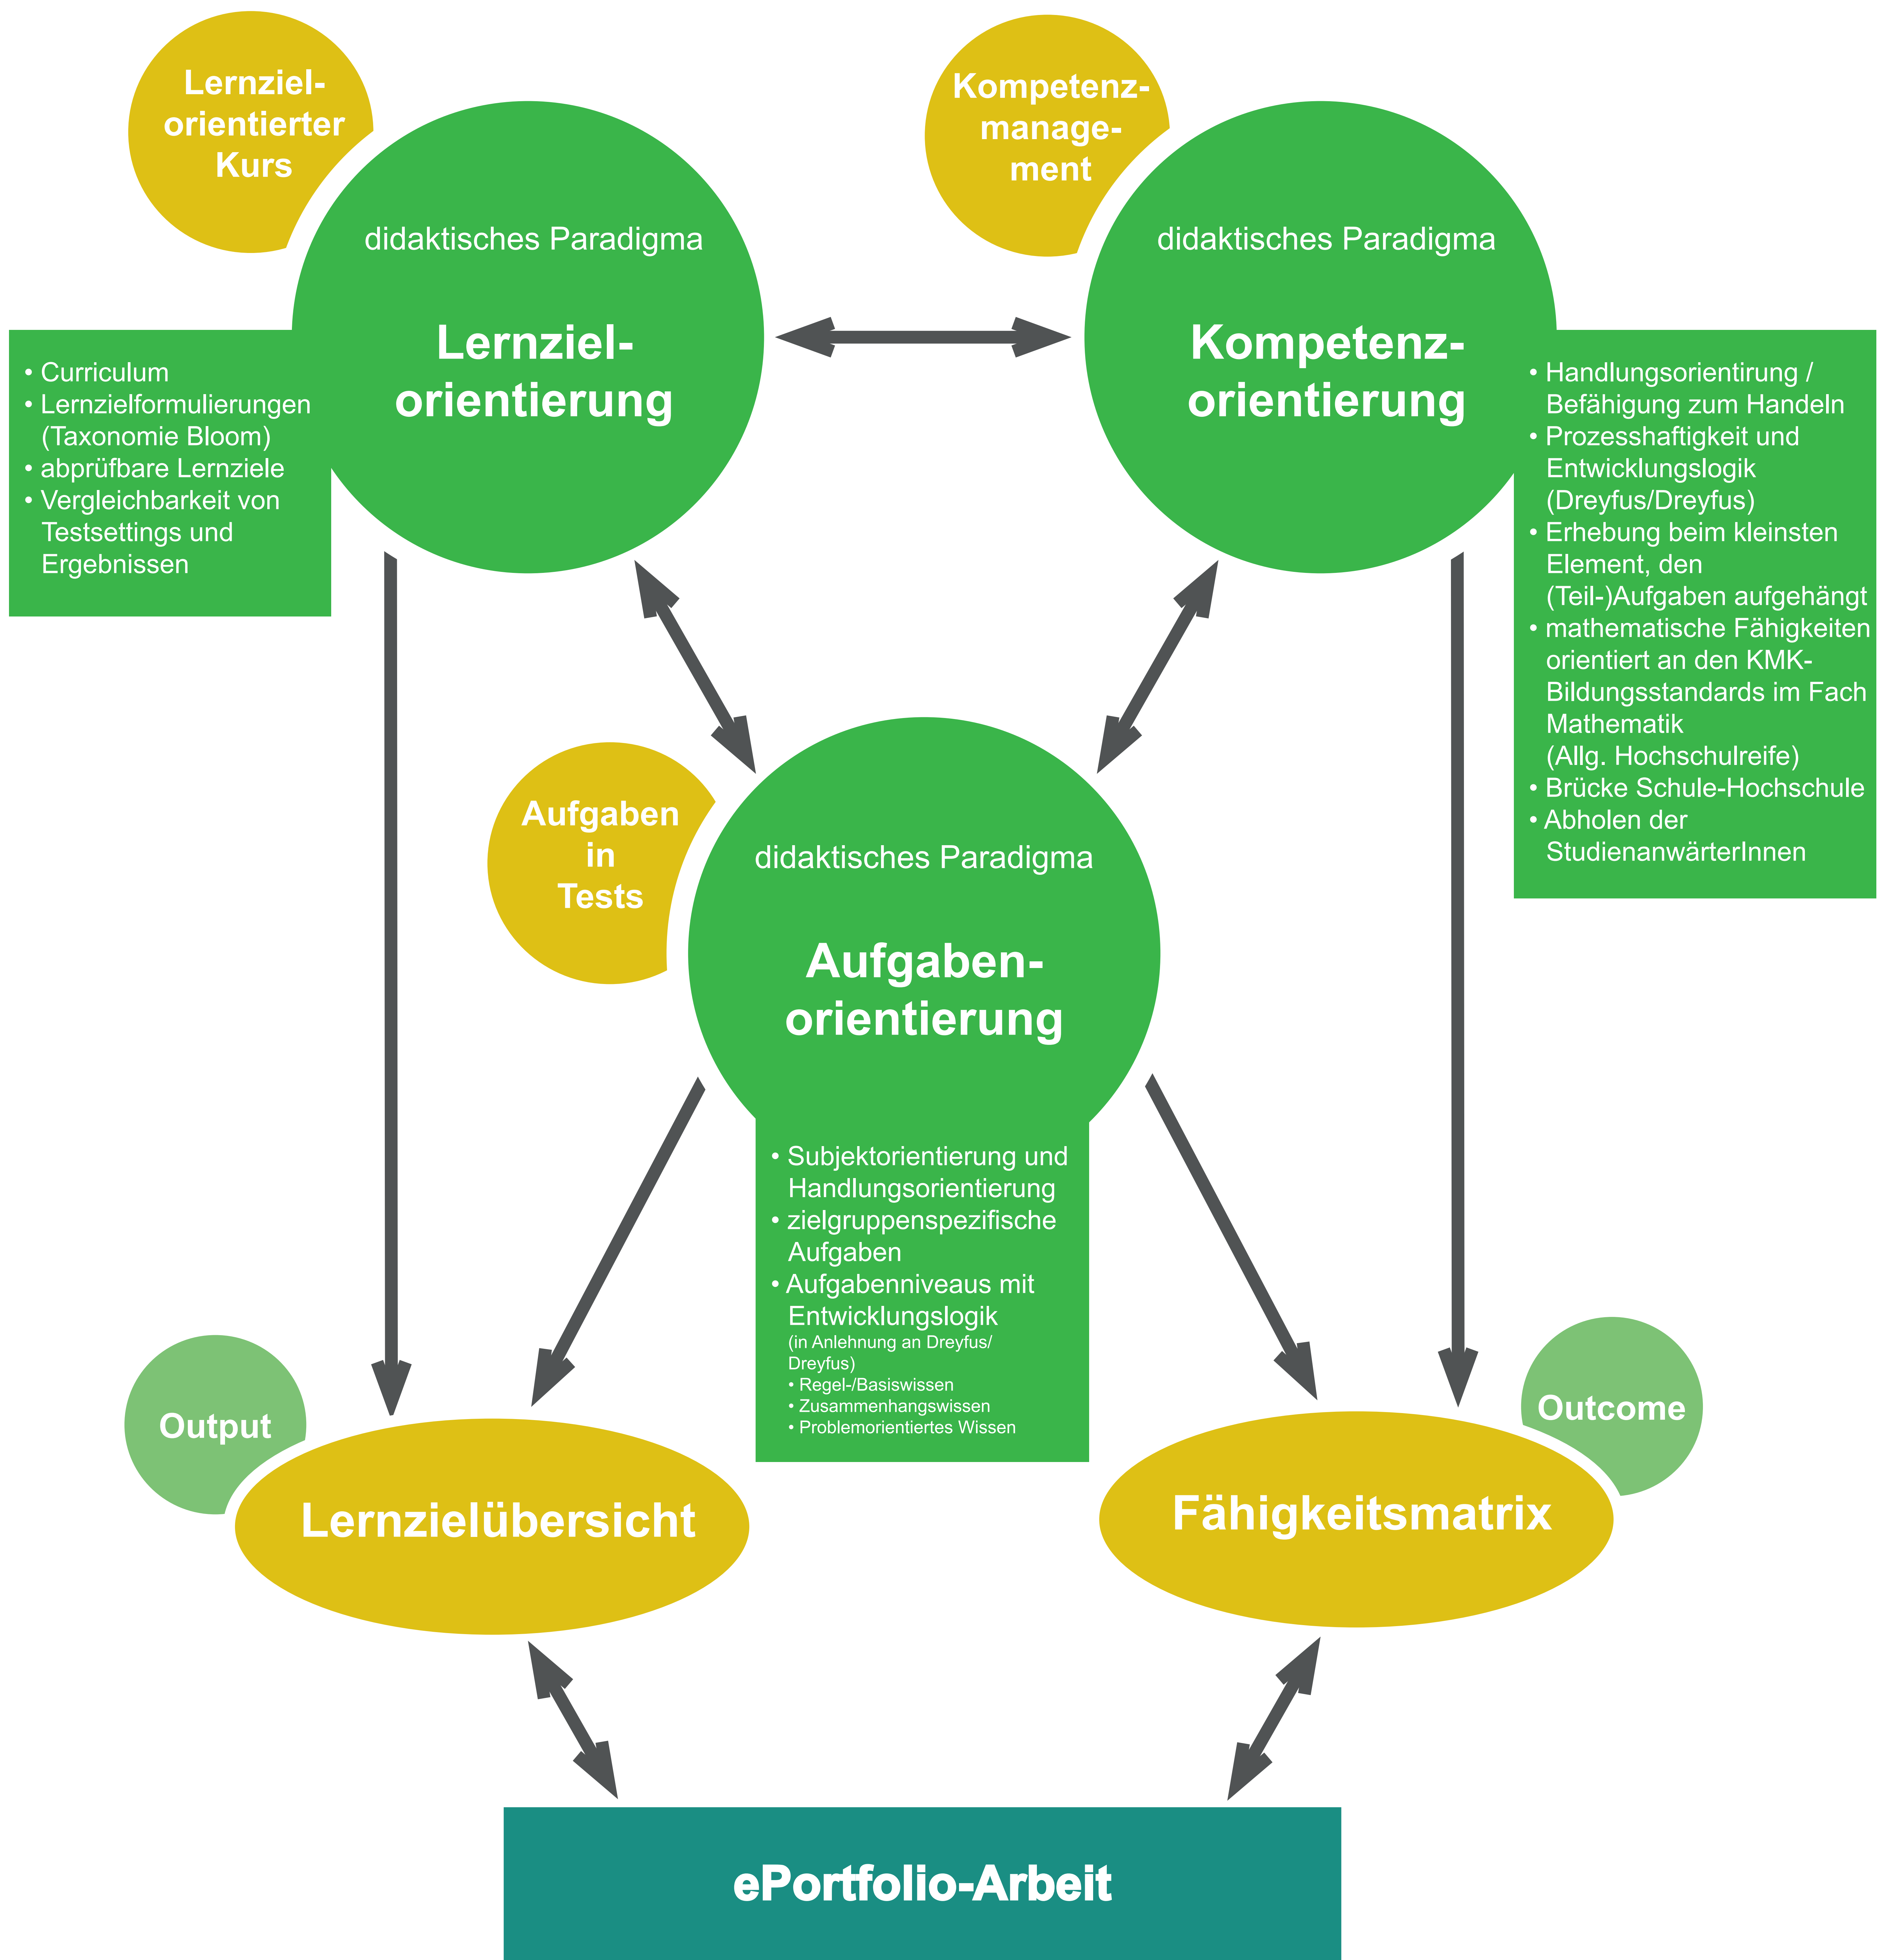 Lernziel-
orientierter
Kurs
Kompetenz-
manage-
ment
didaktisches Paradigma
Lernziel-
orientierung
didaktisches Paradigma
Kompetenz-
orientierung
• Curriculum
• Lernzielformulierungen
(Taxonomie Bloom)
• abprüfbare Lernziele
• Vergleichbarkeit von
Testsettings und
Ergebnissen
• Handlungsorientirung /
Befähigung zum Handeln
• Prozesshaftigkeit und
Entwicklungslogik
(Dreyfus/Dreyfus)
• Erhebung beim kleinsten
Element, den
(Teil-)Aufgaben aufgehängt
• mathematische Fähigkeiten
orientiert an den KMK-
Bildungsstandards im Fach
Mathematik
(Allg. Hochschulreife)
• Brücke Schule-Hochschule
• Abholen der
StudienanwärterInnen
Aufgaben
in
Tests
didaktisches Paradigma
Aufgaben-
orientierung
• Subjektorientierung und
Handlungsorientierung
• zielgruppenspezifische
Aufgaben
• Aufgabenniveaus mit
Entwicklungslogik
(in Anlehnung an Dreyfus/
Dreyfus)
• Regel-/Basiswissen
• Zusammenhangswissen
• Problemorientiertes Wissen
Output
Lernzielübersicht
Outcome
Fähigkeitsmatrix
ePortfolio-Arbeit